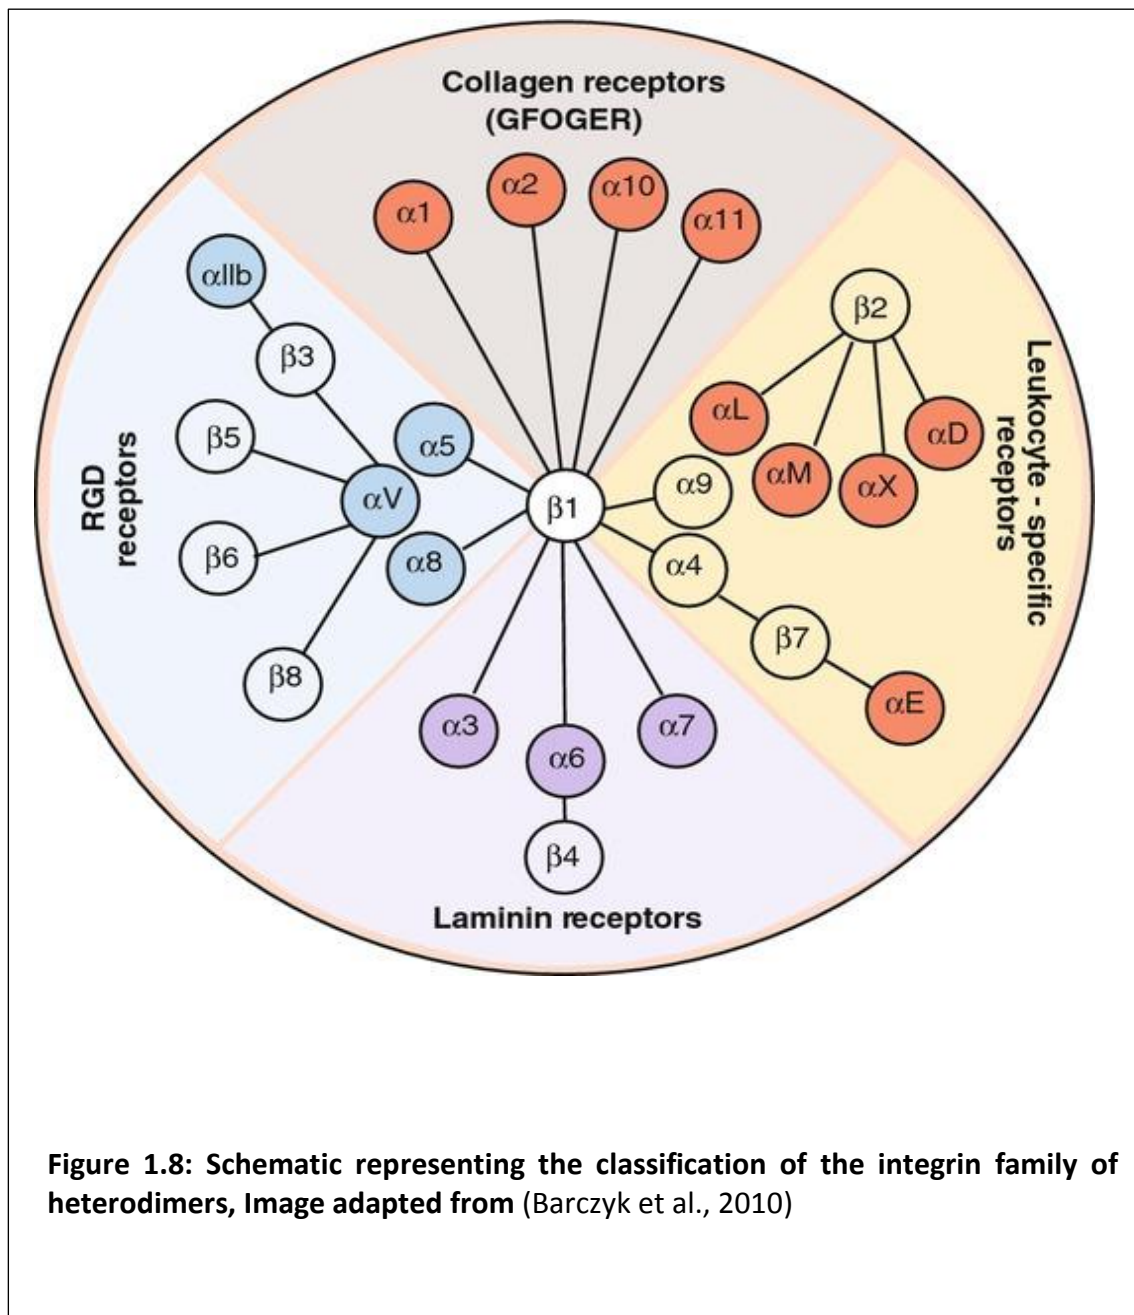 Collagen receptors
(GFOGER)
α1
α2
α10
α11
αIIb
β3
β5
αV
α5
β6
α8
β8
RGD
receptors
β1
β2
αL
αM
αX
αD
α9
α4
β7
αE
Leukocyte - specific
receptors
α3
α6
α7
β4
Laminin receptors
Figure 1.8: Schematic representing the classification of the integrin family of
heterodimers, Image adapted from (Barczyk et al., 2010)